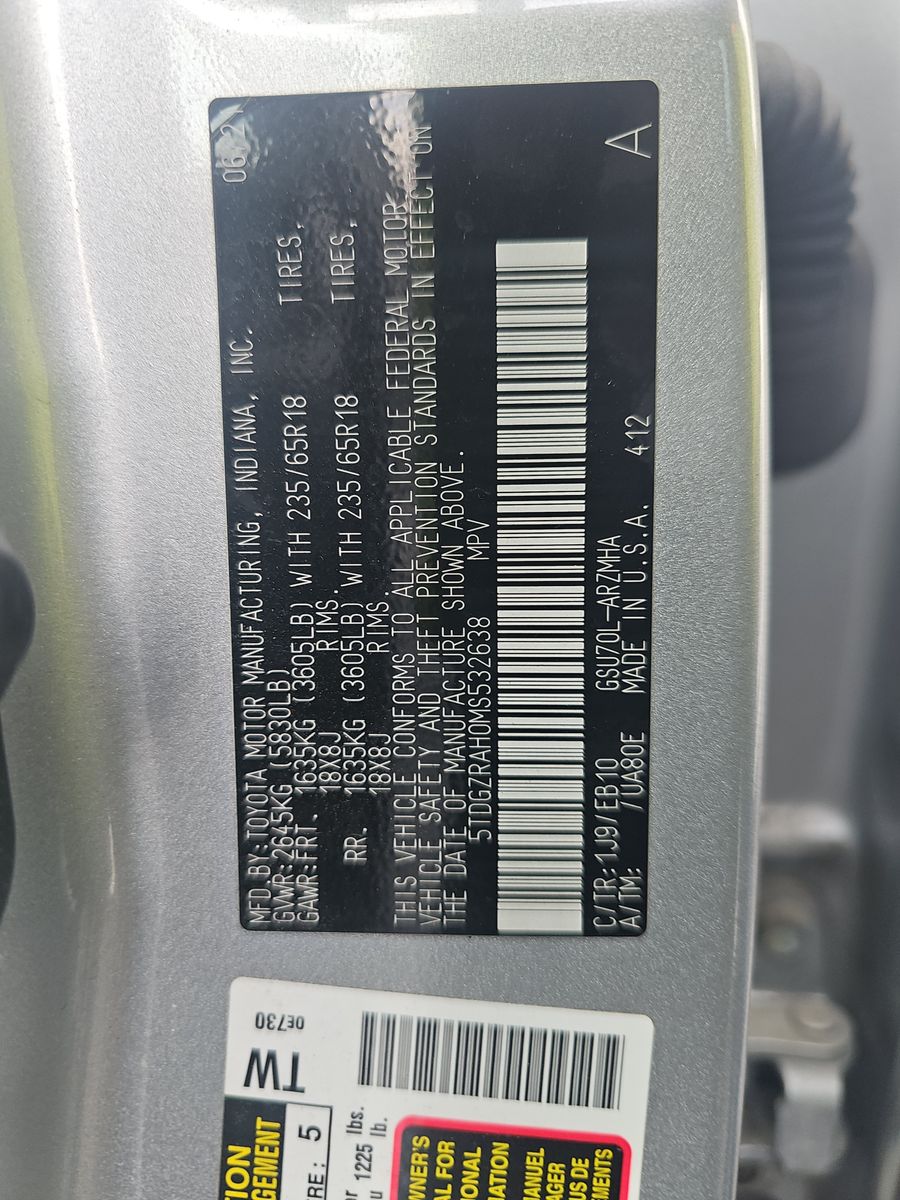 MFD.BY:TOYOTA MOTOR MANUFACTURING, INDIANA, INC.
GVWR:2645KG (5830LB)
GAWR:FRT. 1635KG (3605LB) WITH 235/65R18 TIRES,
18X8J RIMS.
RR. 1635KG (3605LB) WITH 235/65R18 TIRES,
18X8J RIMS.
THIS VEHICLE CONFORMS TO ALL APPLICABLE FEDERAL MOTOR
VEHICLE SAFETY AND THEFT PREVENTION STANDARDS IN EFFECT ON
THE DATE OF MANUFACTURE SHOWN ABOVE.
5TDGZRAH0MS532638 MPV
C/TR:1J9/EB10 GSU70L-ARZMHA
A/TM: /UA80E MADE IN U.S.A. 412
A
TW
0E730
5
1225 lbs.
lb.
MANUEL